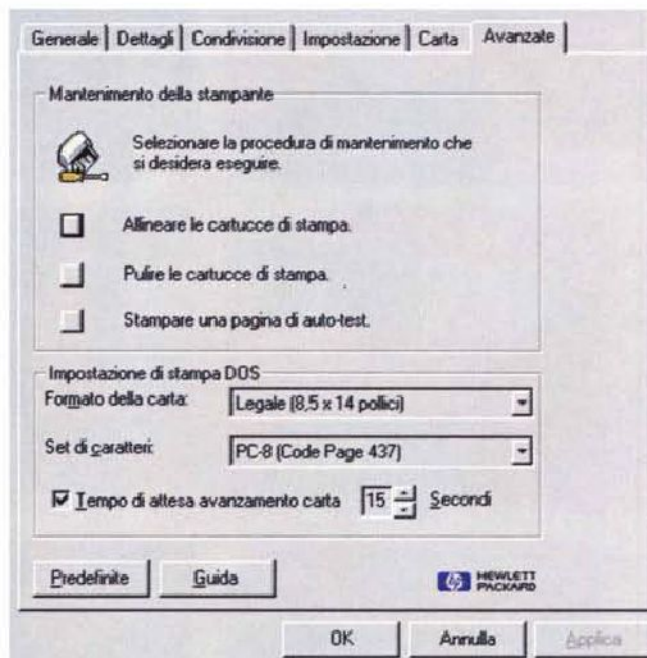 Generale Dettagli Condivisione Impostazione Carta Avanzate
Mantenimento della stampante
Selezionare la procedura di mantenimento che
si desidera eseguire.
Allineare le cartucce di stampa.
Pulire le cartucce di stampa.
Stampare una pagina di auto-test.
Impostazione di stampa DOS
Formato della carta: Legale (8,5 x 14 pollici)
Set di caratteri: PC-8 (Code Page 437)
Tempo di attesa avanzamento carta 15 Secondi
Predefinite Guida hp HEWLETT
PACKARD
OK Annulla Applica